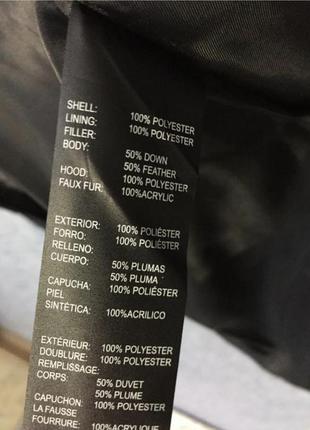 SHELL: 100% POLYESTER
LINING: 100% POLYESTER
FILLER:
BODY: 50% DOWN
50% FEATHER
HOOD: 100% POLYESTER
FAUX FUR: 100%ACRYLIC
EXTERIOR: 100% POLIÉSTER
FORRO: 100% POLIÉSTER
RELLENO:
CUERPO: 50% PLUMAS
50% PLUMA
CAPUCHA: 100% POLIÉSTER
PIEL
SINTÉTICA: 100%ACRILICO
EXTÉRIEUR: 100% POLYESTER
DOUBLURE: 100% POLYESTER
REMPLISSAGE:
CORPS: 50% DUVET
50% PLUME
CAPUCHON: 100% POLYESTER
LA FAUSSE
FOURRURE: 100%ACRYLIQUE